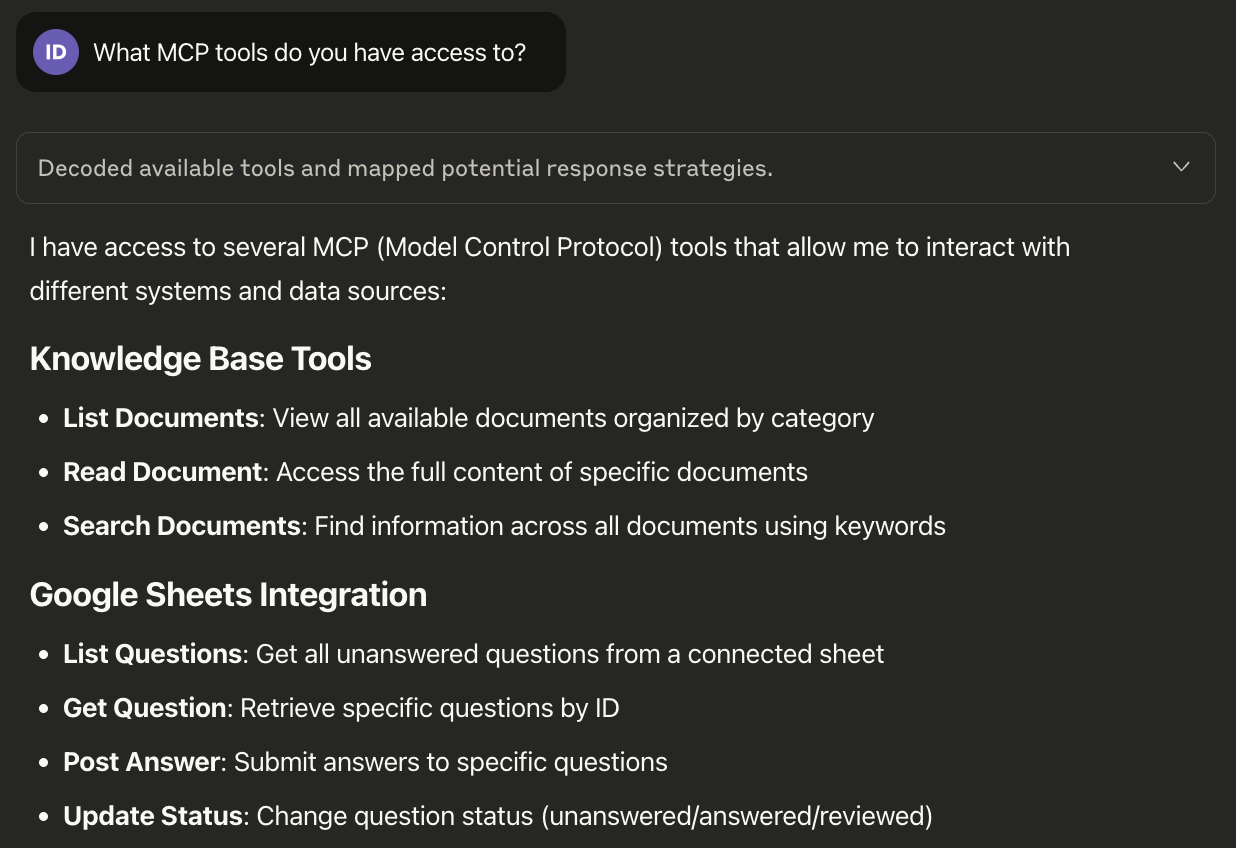 ID What MCP tools do you have access to?
Decoded available tools and mapped potential response strategies.
I have access to several MCP (Model Control Protocol) tools that allow me to interact with
different systems and data sources:
Knowledge Base Tools
• List Documents: View all available documents organized by category
• Read Document: Access the full content of specific documents
• Search Documents: Find information across all documents using keywords
Google Sheets Integration
• List Questions: Get all unanswered questions from a connected sheet
• Get Question: Retrieve specific questions by ID
• Post Answer: Submit answers to specific questions
• Update Status: Change question status (unanswered/answered/reviewed)